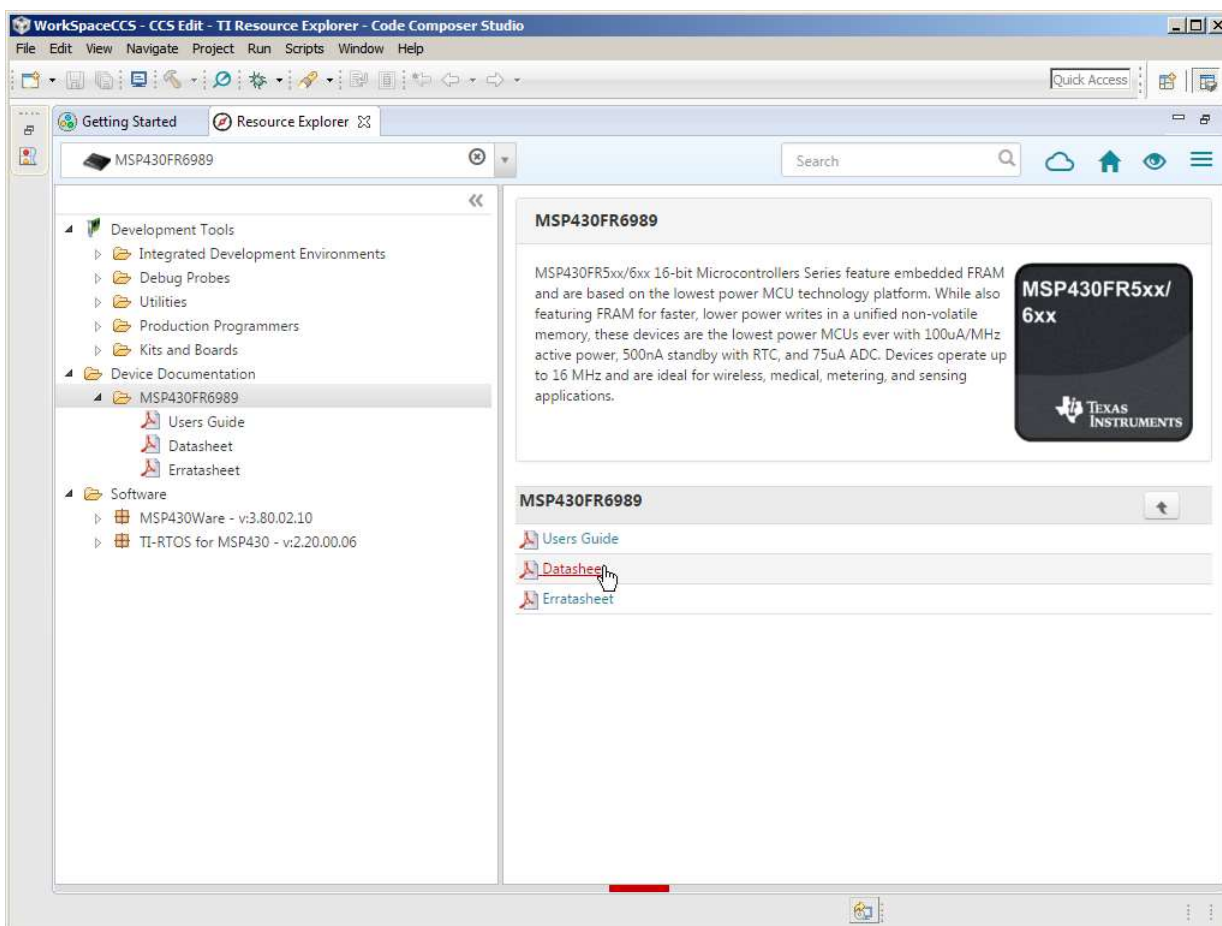 WorkSpaceCCS - CCS Edit - TI Resource Explorer - Code Composer Studio
File Edit View Navigate Project Run Scripts Window Help
Quick Access
Getting Started Resource Explorer
MSP430FR6989
Search
Development Tools
Integrated Development Environments
Debug Probes
Utilities
Production Programmers
Kits and Boards
Device Documentation
MSP430FR6989
Users Guide
Datasheet
Erratasheet
Software
MSP430Ware - v:3.80.02.10
TI-RTOS for MSP430 - v:2.20.00.06
MSP430FR6989
MSP430FR5xx/6xx 16-bit Microcontrollers Series feature embedded FRAM
and are based on the lowest power MCU technology platform. While also
featuring FRAM for faster, lower power writes in a unified non-volatile
memory, these devices are the lowest power MCUs ever with 100uA/MHz
active power, 500nA standby with RTC, and 75uA ADC. Devices operate up
to 16 MHz and are ideal for wireless, medical, metering, and sensing
applications.
MSP430FR5xx/
6xx
TEXAS
INSTRUMENTS
MSP430FR6989
Users Guide
Datasheet
Erratasheet